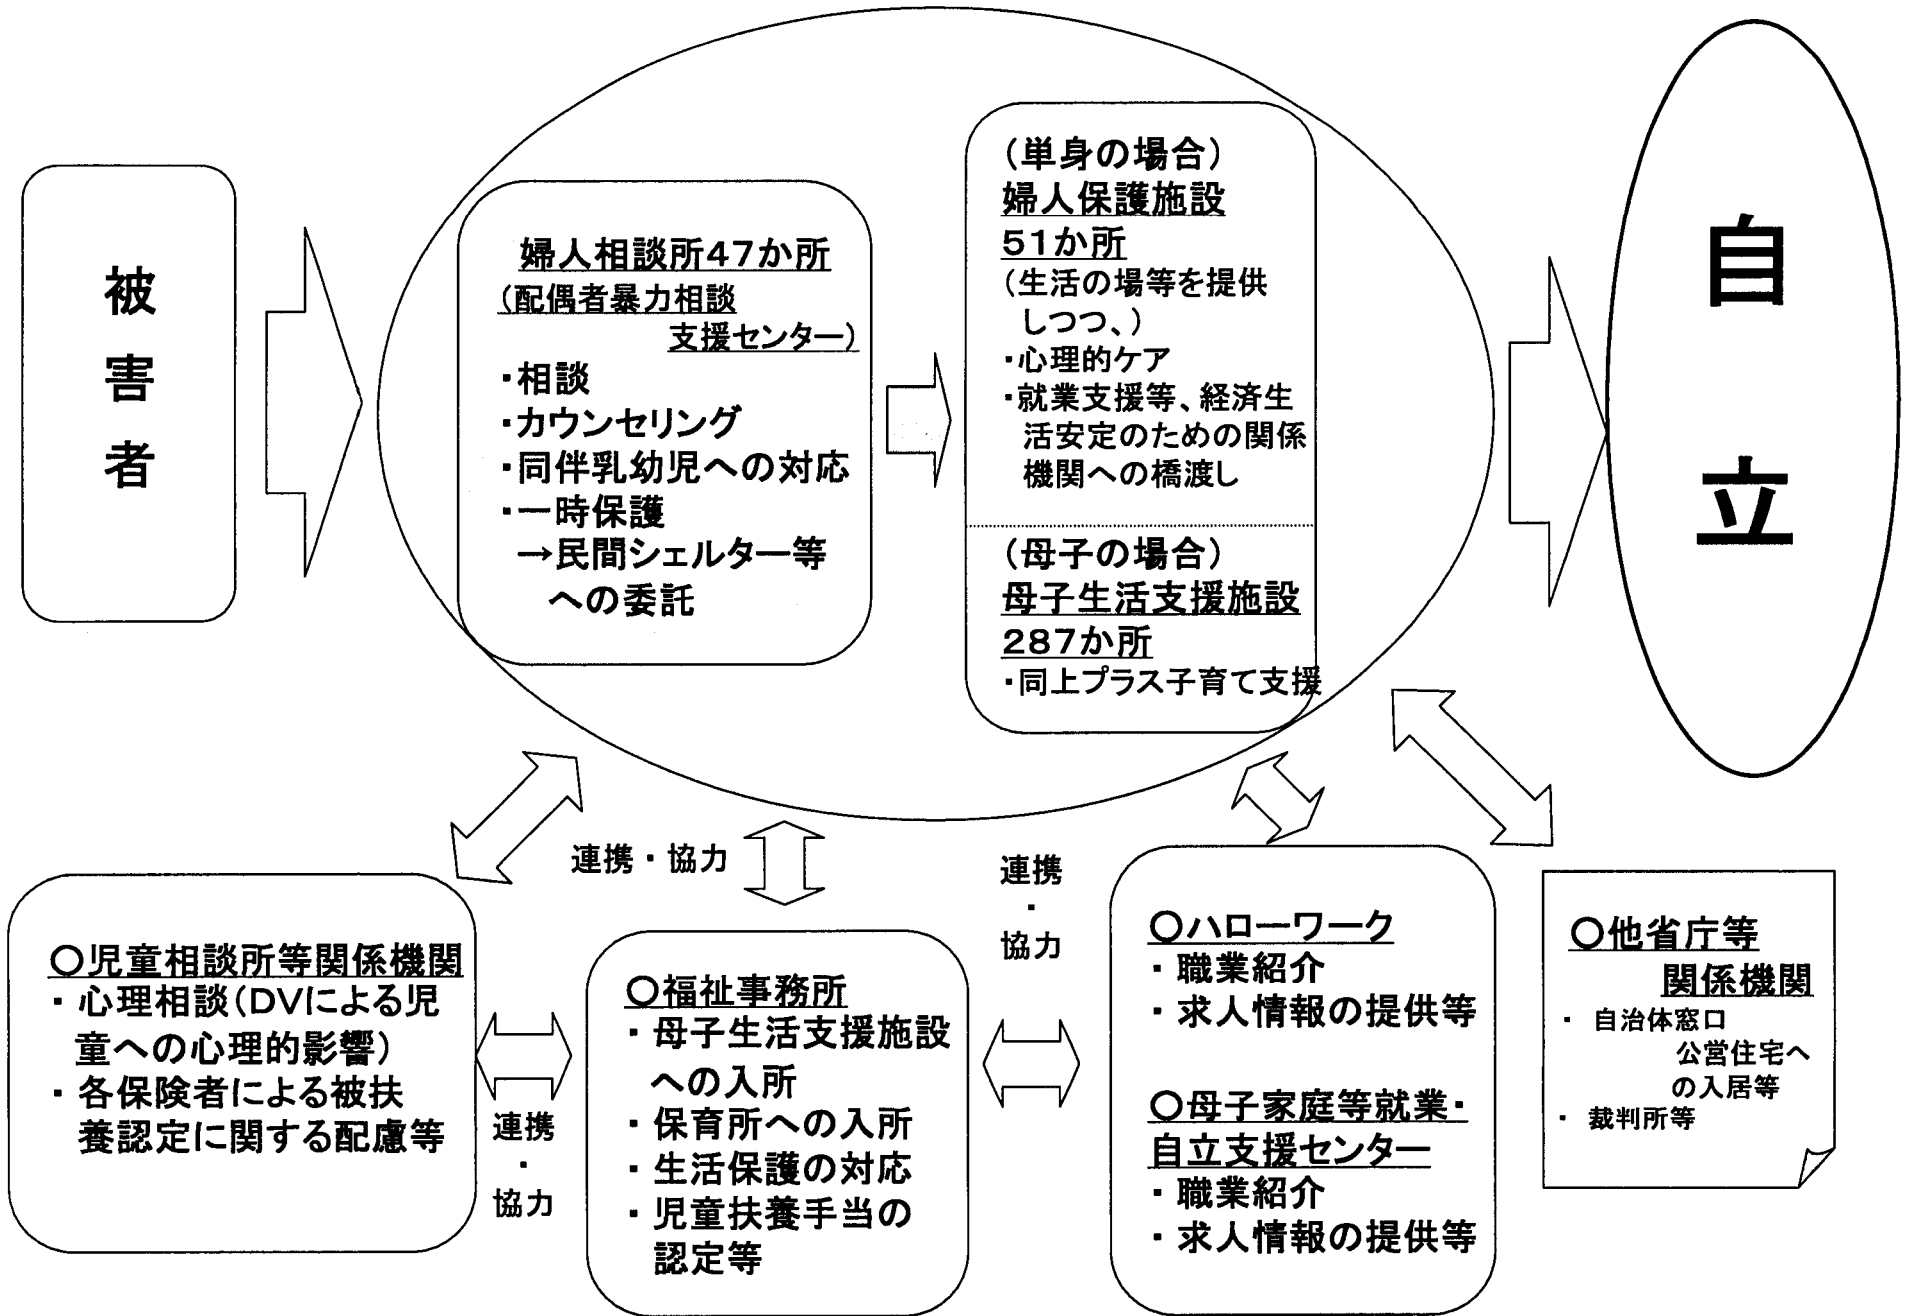 被
害
者
婦人相談所47か所
(配偶者暴力相談
支援センター)
・相談
・カウンセリング
・同伴乳幼児への対応
・一時保護
→民間シェルター等
への委託
(単身の場合)
婦人保護施設
51か所
(生活の場等を提供
しつつ、)
・心理的ケア
・就業支援等、経済生
活安定のための関係
機関への橋渡し
(母子の場合)
母子生活支援施設
287か所
・同上プラス子育て支援
自
立
連携・協力
連携
・
協力
○児童相談所等関係機関
・心理相談(DVによる児
童への心理的影響)
・各保険者による被扶
養認定に関する配慮等
連携
・
協力
○福祉事務所
・母子生活支援施設
への入所
・保育所への入所
・生活保護の対応
・児童扶養手当の
認定等
○ハローワーク
・職業紹介
・求人情報の提供等
○母子家庭等就業・
自立支援センター
・職業紹介
・求人情報の提供等
○他省庁等
関係機関
・自治体窓口
公営住宅へ
の入居等
・裁判所等